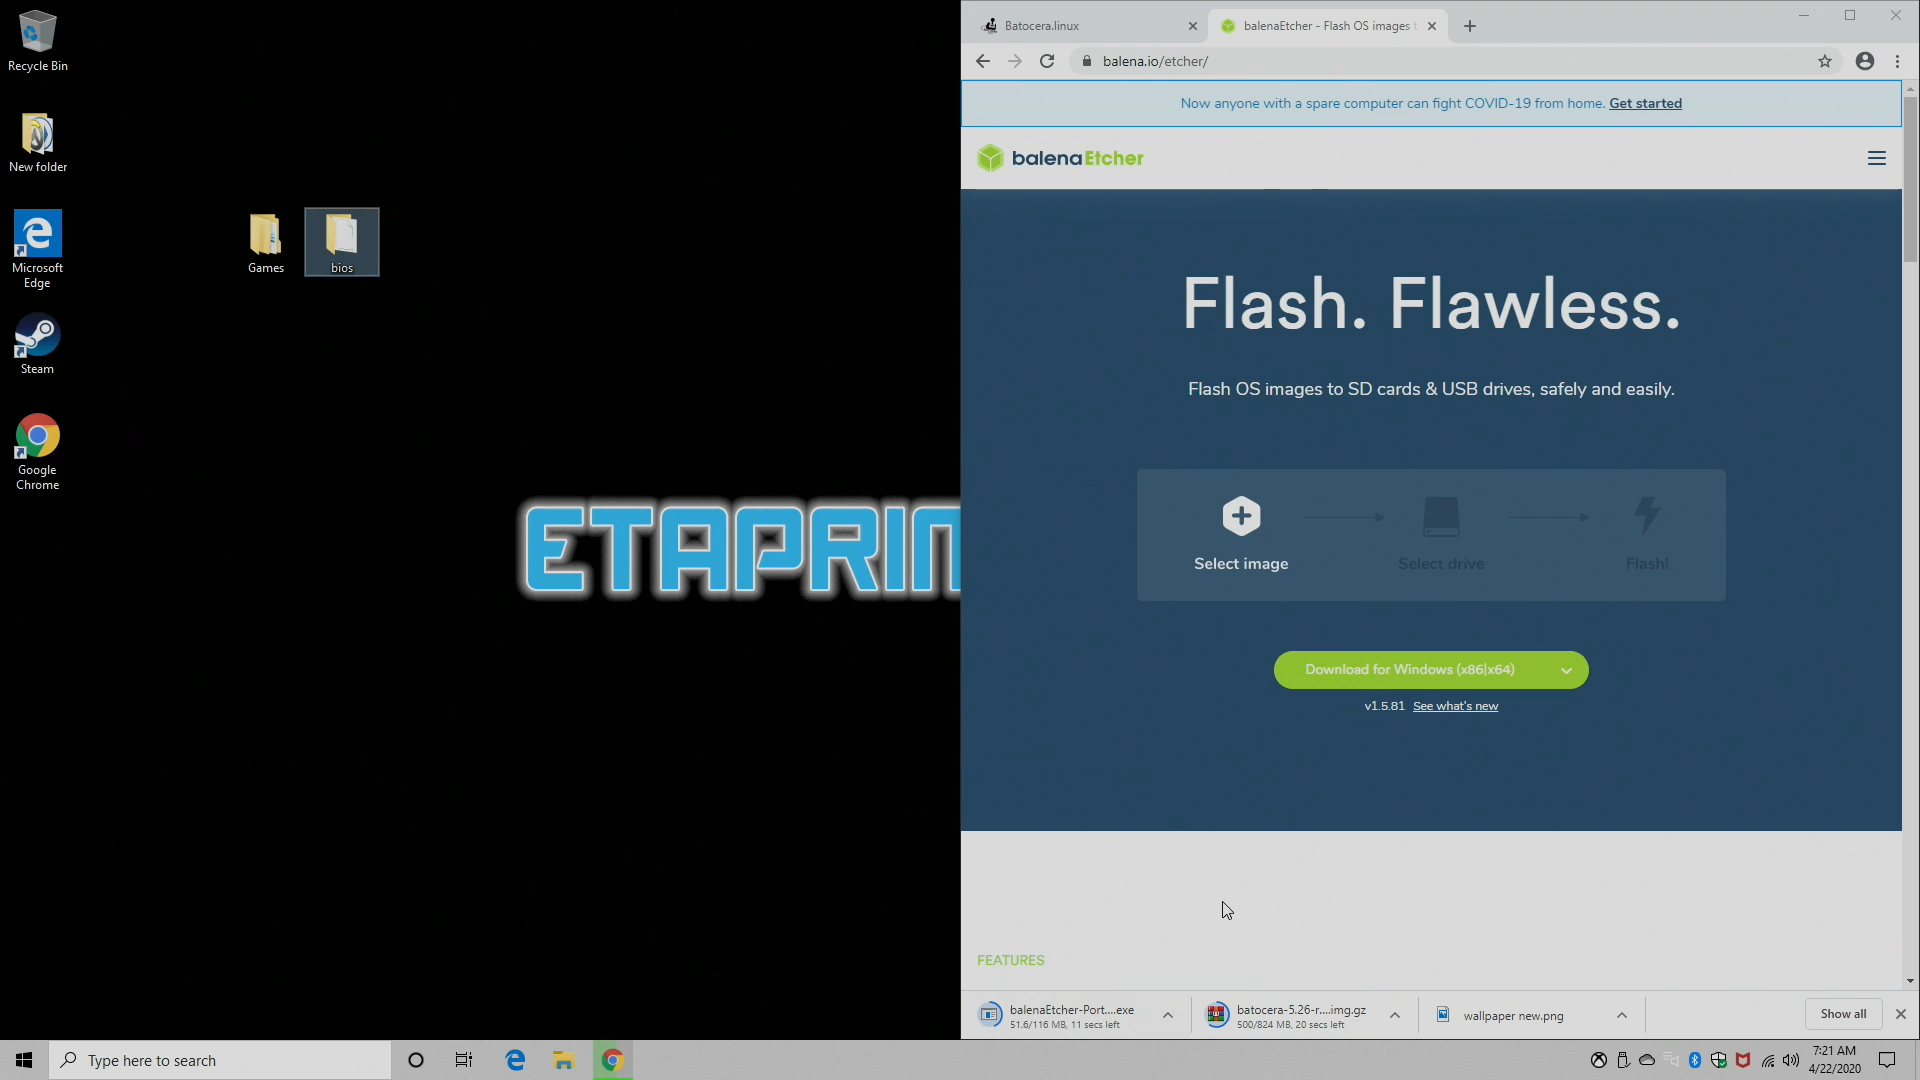 Recycle Bin
New folder
Microsoft
Edge
Steam
Google
Chrome
Games
bios
ETAPRI
Batocera.linux
balenaEtcher - Flash OS images t
balena.io/etcher/
Now anyone with a spare computer can fight COVID-19 from home. Get started
balenaEtcher
Flash. Flawless.
Flash OS images to SD cards & USB drives, safely and easily.
Select image
Select drive
Flash!
Download for Windows (x86|x64)
v1.5.81 See what's new
FEATURES
balenaEtcher-Port....exe
51.6/116 MB, 11 secs left
batocera-5.26-r....img.gz
500/824 MB, 20 secs left
wallpaper new.png
Show all
Type here to search
7:21 AM
4/22/2020